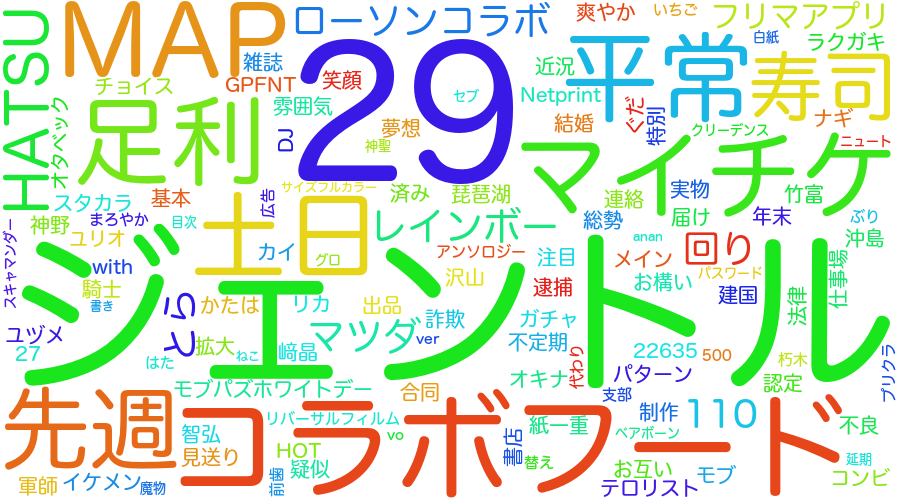 HATSU
MAP
ローソンコラボ
爽やか
いちご
フリマアプリ
雑誌
白紙
ラクガキ
チョイス
GPFNT
笑顔
29
近況
平常
寿司
オタベック
足利
雰囲気
セブ
Netprint
DJ
夢想
結婚
ぐだ
特別
クリーデンス
ナギ
ニュート
神聖
マイチケ
スタカラ
基本
土日
サイズフルカラー
広告
済み
琵琶湖
連絡
実物
竹富
神野
まろやか
目次
レインボー
総勢
届け
年末
ぶり
スキャマンダー
ユリオ
with
カイ
グロ
アンソロジー
注目
anan
メイン
回り
沖島
ジェントル
騎士
書き
かたは
リカ
出品
沢山
逮捕
お構い
パスワード
建国
法律
仕事場
ユヅメ
27
はた
拡大
ねこ
﨑晶
マツダ
詐欺
ver
ガチャ
不定期
22635
500
パターン
朽木
認定
プリクラ
モブパズホワイトデー
合同
オキナ
代わり
支部
先週
コラボフード
リバーサルフィルム
vo
智弘
見送り
HOT
疑似
書店
替え
紙一重
制作
110
ベアボーン
不良
延期
軍師
イケメン
魔物
前歯
お互い
テロリスト
モブ
コンビ